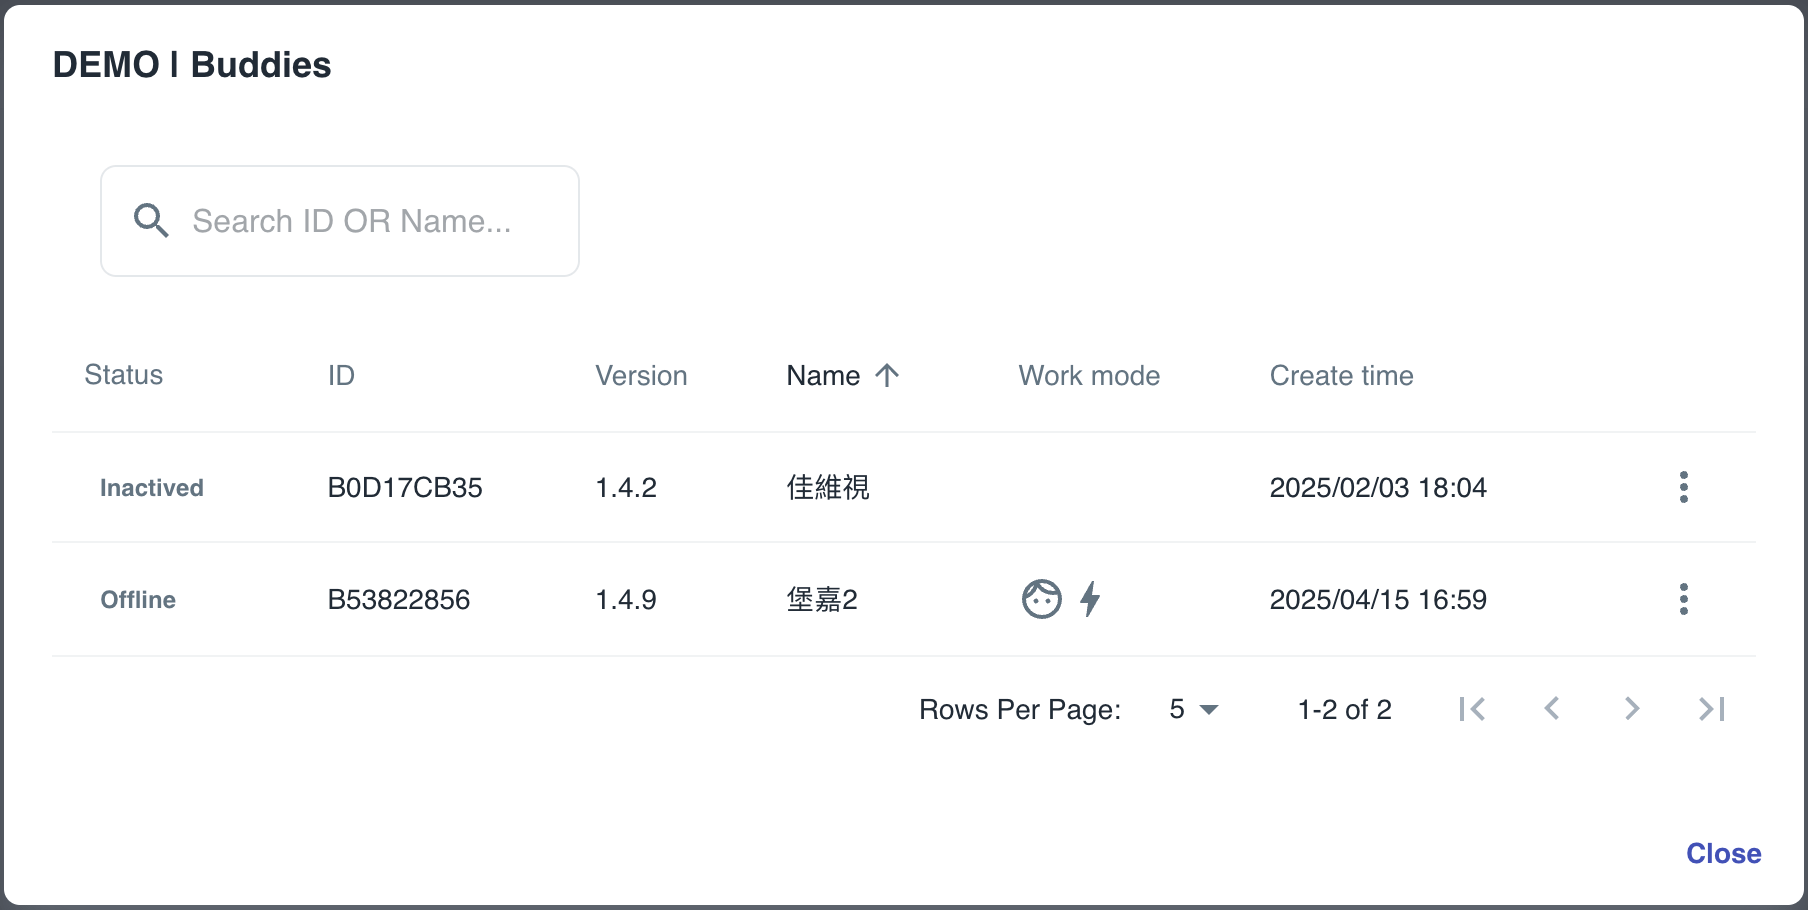 DEMO | Buddies
Search ID OR Name...
Status ID Version Name Work mode Create time
Inactived B0D17CB35 1.4.2 佳維視 2025/02/03 18:04
Offline B53822856 1.4.9 堡嘉2 2025/04/15 16:59
Rows Per Page: 5 1-2 of 2
Close